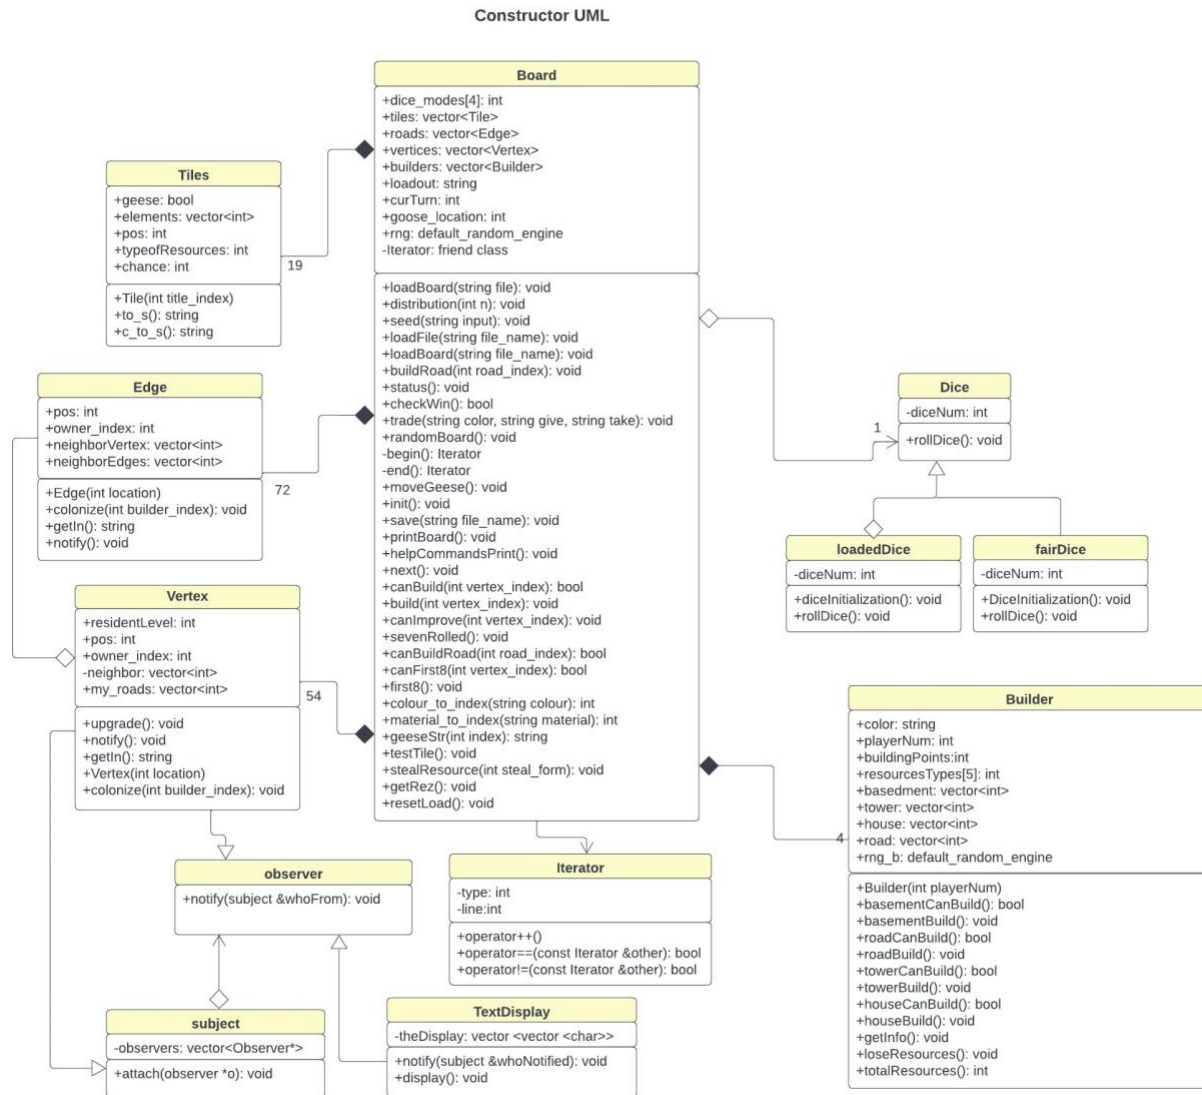 Constructor UML
Board
+dice_modes[4]: int
+tiles: vector<Tile>
+roads: vector<Edge>
+vertices: vector<Vertex>
+builders: vector<Builder>
+loadout: string
+curTurn: int
+goose_location: int
+rng: default_random_engine
-Iterator: friend class
+loadBoard(string file): void
+distribution(int n): void
+seed(string input): void
+loadFile(string file_name): void
+loadBoard(string file_name): void
+buildRoad(int road_index): void
+status(): void
+checkWin(): bool
+trade(string color, string give, string take): void
+randomBoard(): void
-begin(): Iterator
-end(): Iterator
+moveGeese(): void
+init(): void
+save(string file_name): void
+printBoard(): void
+helpCommandsPrint(): void
+next(): void
+canBuild(int vertex_index): bool
+build(int vertex_index): void
+canImprove(int vertex_index): void
+sevenRolled(): void
+canBuildRoad(int road_index): bool
+canFirst8(int vertex_index): bool
+first8(): void
+colour_to_index(string colour): int
+material_to_index(string material): int
+geeseStr(int index): string
+testTile(): void
+stealResource(int steal_form): void
+getRez(): void
+resetLoad(): void
Tiles
+geese: bool
+elements: vector<int>
+pos: int
+typeofResources: int
+chance: int
+Tile(int title_index)
+to_s(): string
+c_to_s(): string
19
Edge
+pos: int
+owner_index: int
+neighborVertex: vector<int>
+neighborEdges: vector<int>
+Edge(int location)
+colonize(int builder_index): void
+getIn(): string
+notify(): void
72
Vertex
+residentLevel: int
+pos: int
+owner_index: int
-neighbor: vector<int>
+my_roads: vector<int>
+upgrade(): void
+notify(): void
+getIn(): string
+Vertex(int location)
+colonize(int builder_index): void
54
Dice
-diceNum: int
+rollDice(): void
1
loadedDice
-diceNum: int
+diceInitialization(): void
+rollDice(): void
fairDice
-diceNum: int
+DiceInitialization(): void
+rollDice(): void
Builder
+color: string
+playerNum: int
+buildingPoints:int
+resourcesTypes[5]: int
+basedment: vector<int>
+tower: vector<int>
+house: vector<int>
+road: vector<int>
+rng_b: default_random_engine
+Builder(int playerNum)
+basementCanBuild(): bool
+basementBuild(): void
+roadCanBuild(): bool
+roadBuild(): void
+towerCanBuild(): bool
+towerBuild(): void
+houseCanBuild(): bool
+houseBuild(): void
+getInfo(): void
+loseResources(): void
+totalResources(): int
4
observer
+notify(subject &whoFrom): void
Iterator
-type: int
-line:int
+operator++()
+operator==(const Iterator &other): bool
+operator!=(const Iterator &other): bool
subject
-observers: vector<Observer*>
+attach(observer *o): void
TextDisplay
-theDisplay: vector <vector <char>>
+notify(subject &whoNotified): void
+display(): void